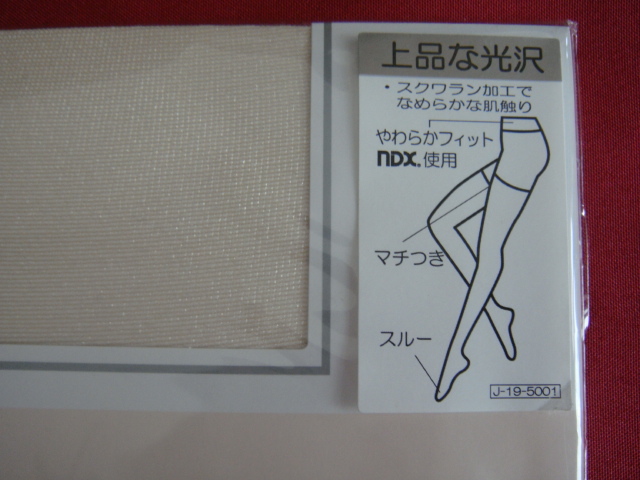 上品な光沢
・スクワラン加工で
なめらかな肌触り
やわらかフィット
NDX.使用
マチつき
スルー
J-19-5001